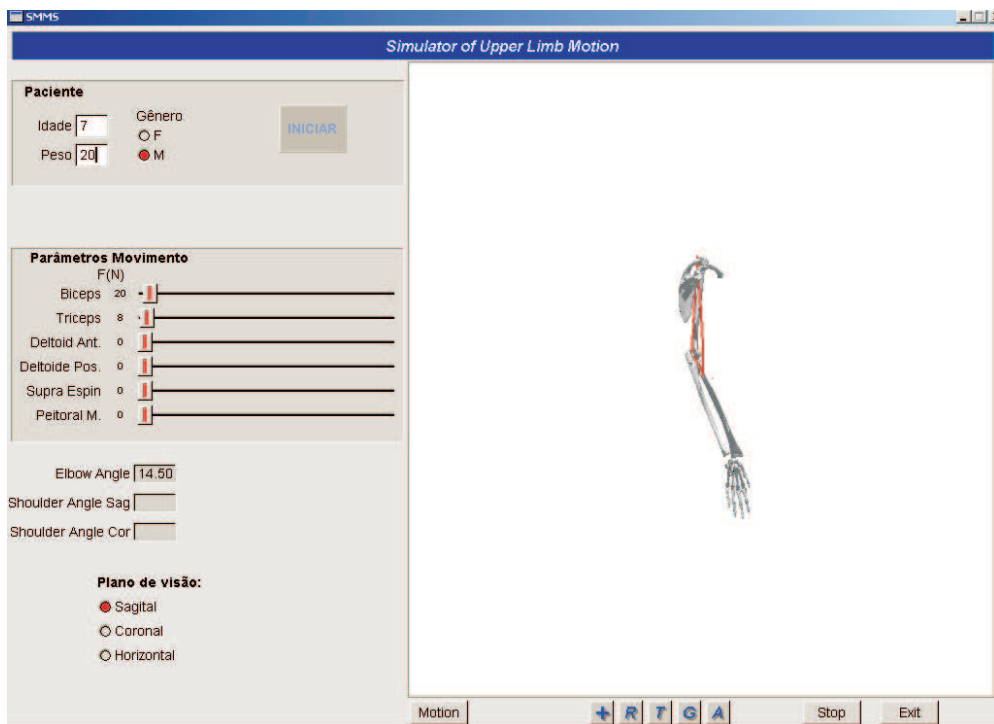 SMMS
Simulator of Upper Limb Motion
Paciente
Idade 7
Peso 20
Gênero
F
M
INICIAR
Parâmetros Movimento
F(N)
Biceps 20
Triceps 8
Deltoid Ant. 0
Deltoide Pos. 0
Supra Espin 0
Peitoral M. 0
Elbow Angle 14.50
Shoulder Angle Sag
Shoulder Angle Cor
Plano de visão:
Sagital
Coronal
Horizontal
Motion + R T G A Stop Exit